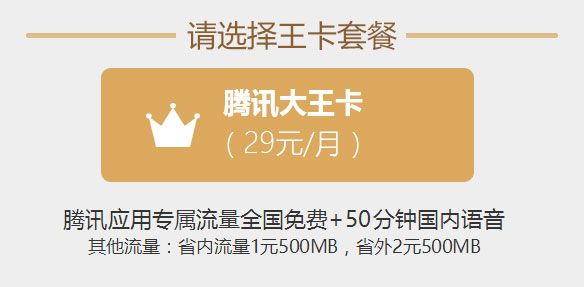 请选择王卡套餐
腾讯大王卡
（29元/月）
腾讯应用专属流量全国免费+50分钟国内语音
其他流量：省内流量1元500MB，省外2元500MB